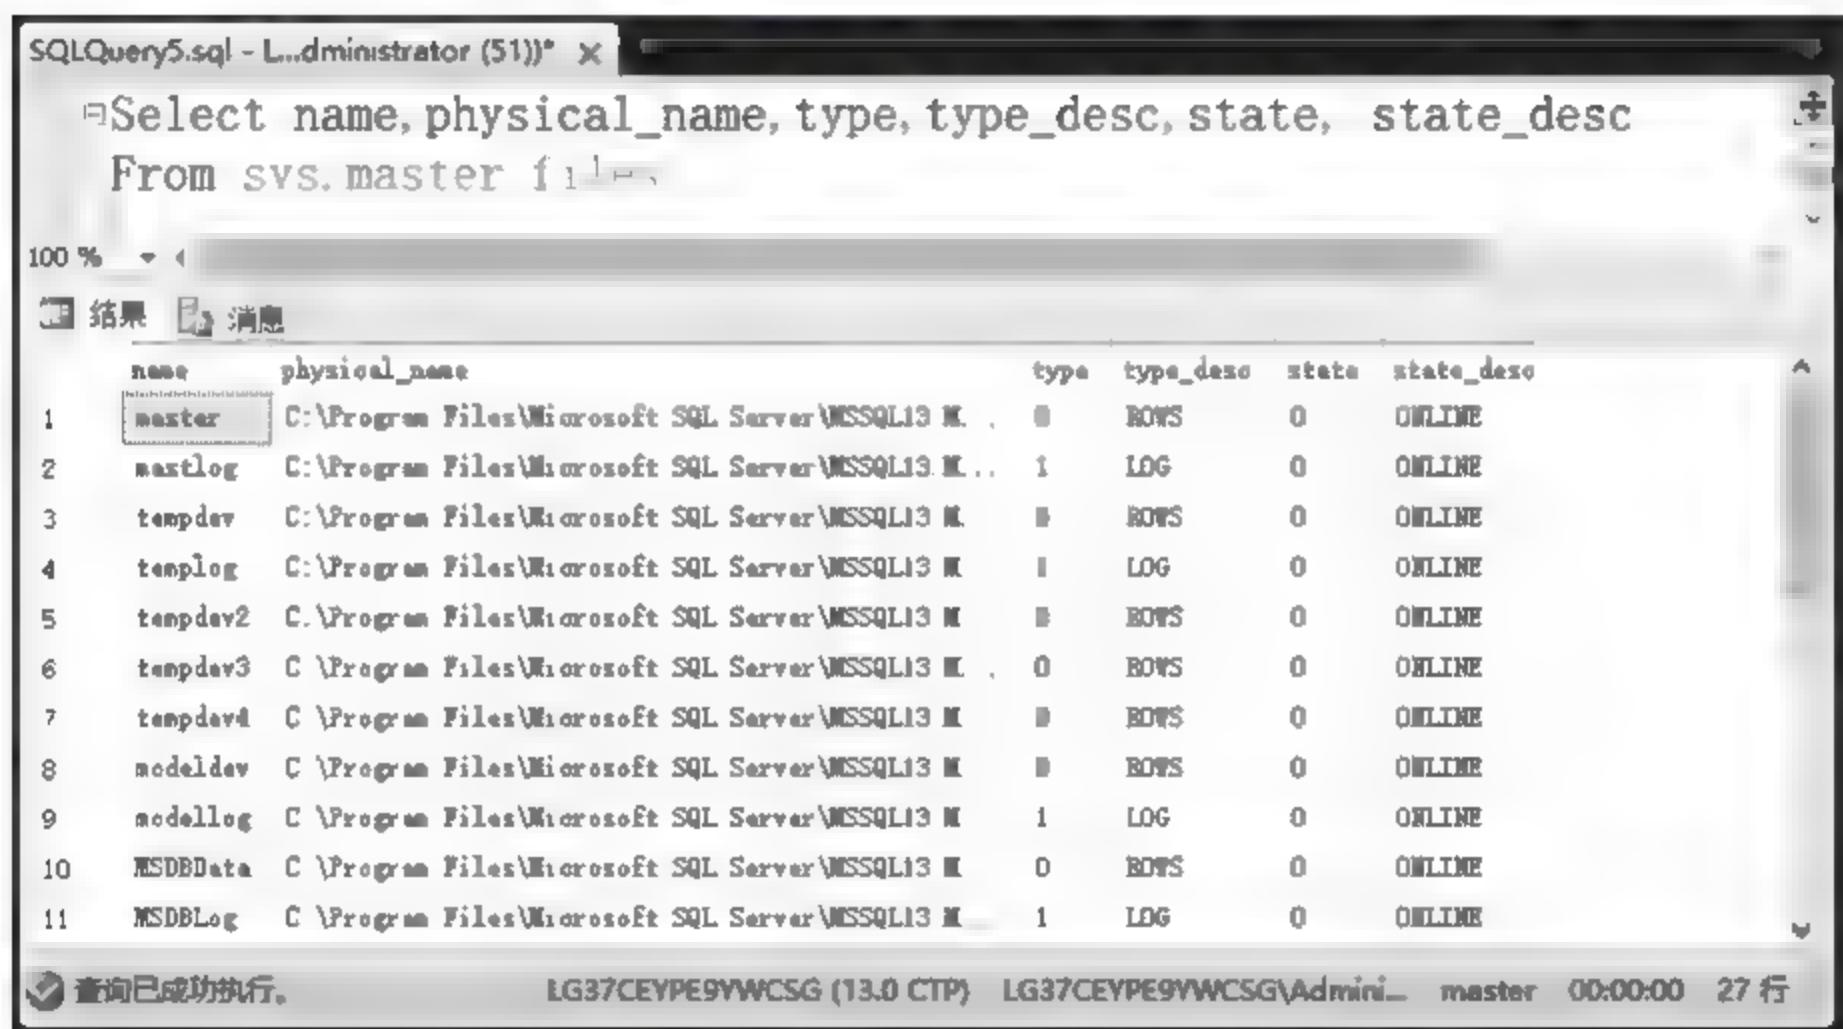 SQLQuery5.sql - L...dministrator (51))* ×
Select name, physical_name, type, type_desc, state, state_desc
From sys.master
100 %
结果 消息
name physical_name type type_desc state state_desc
1 master C:\Program Files\Microsoft SQL Server\MSSQL13 M. . 0 ROWS 0 ONLINE
2 mastlog C:\Program Files\Microsoft SQL Server\MSSQL13.M... 1 LOG 0 ONLINE
3 tempdev C:\Program Files\Microsoft SQL Server\MSSQL13 M. ROWS 0 ONLINE
4 templog C:\Program Files\Microsoft SQL Server\MSSQL13 M LOG 0 ONLINE
5 tempdev2 C.\Program Files\Microsoft SQL Server\MSSQL13 M ROWS 0 ONLINE
6 tempdev3 C \Program Files\Microsoft SQL Server\MSSQL13 M . 0 ROWS 0 ONLINE
7 tempdev4 C \Program Files\Microsoft SQL Server\MSSQL13 M ROWS 0 ONLINE
8 modeldev C \Program Files\Microsoft SQL Server\MSSQL13 M ROWS 0 ONLINE
9 modellog C \Program Files\Microsoft SQL Server\MSSQL13 M 1 LOG 0 ONLINE
10 MSDBData C \Program Files\Microsoft SQL Server\MSSQL13 M 0 ROWS 0 ONLINE
11 MSDBLog C \Program Files\Microsoft SQL Server\MSSQL13 M 1 LOG 0 ONLINE
查询已成功执行。 LG37CEYPE9YWCSG (13.0 CTP) LG37CEYPE9YWCSG\Admini... master 00:00:00 27 行